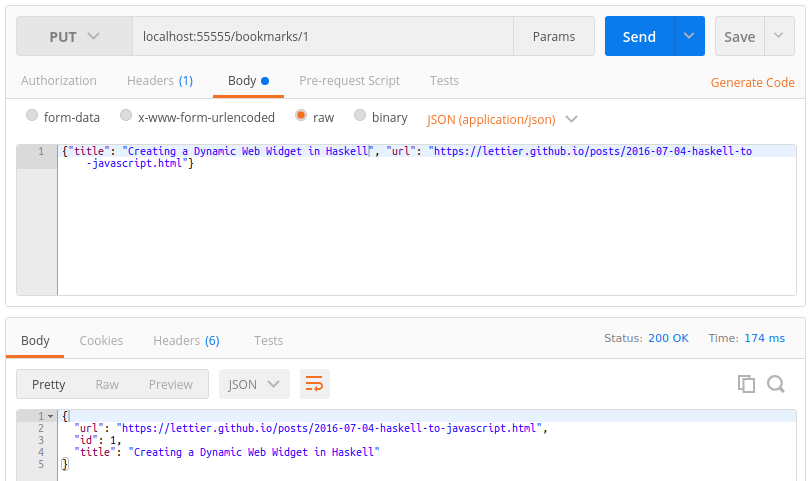 PUT localhost:55555/bookmarks/1 Params Send Save
Authorization Headers (1) Body Pre-request Script Tests Generate Code
form-data x-www-form-urlencoded raw binary JSON (application/json)
1 {"title": "Creating a Dynamic Web Widget in Haskell", "url": "https://lettier.github.io/posts/2016-07-04-haskell-to
-javascript.html"}
Body Cookies Headers (6) Tests Status: 200 OK Time: 174 ms
Pretty Raw Preview JSON
1 {
2 "url": "https://lettier.github.io/posts/2016-07-04-haskell-to-javascript.html",
3 "id": 1,
4 "title": "Creating a Dynamic Web Widget in Haskell"
5 }